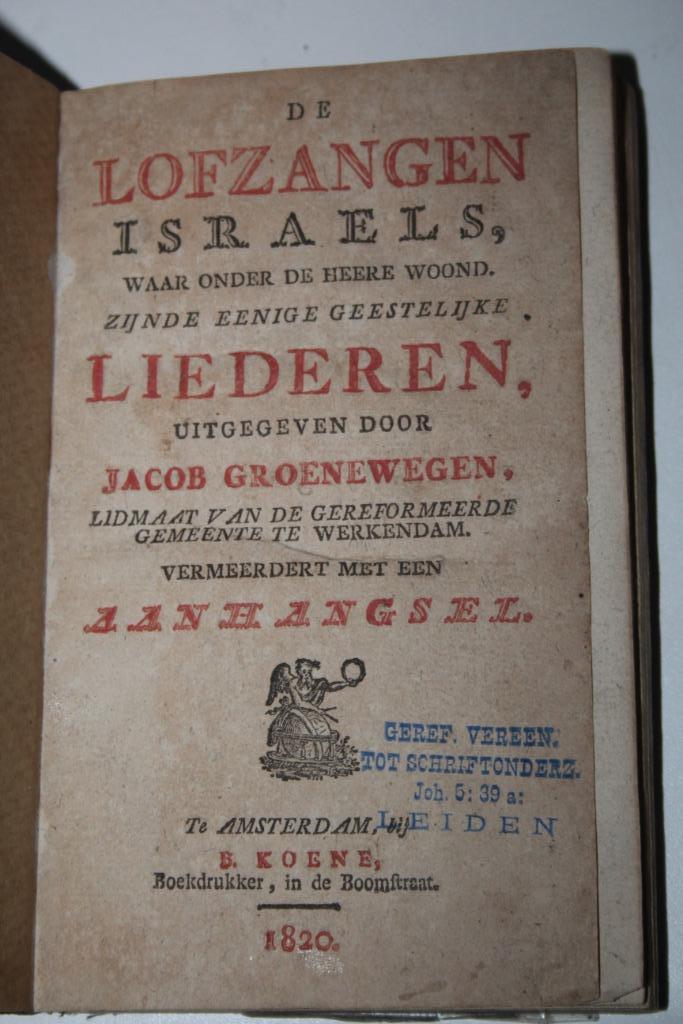 DE
LOFZANGEN
ISRAELS,
WAAR ONDER DE HEERE WOOND.
ZIJNDE EENIGE GEESTELIJKE
LIEDEREN,
UITGEGEVEN DOOR
JACOB GROENEWEGEN,
LIDMAAT VAN DE GEREFORMEERDE
GEMEENTE TE WERKENDAM.
VERMEERDERT MET EEN
AANHANGSEL.
GEREF. VEREEN.
TOT SCHRIFTONDERZ.
Joh. 5: 39 a:
LEIDEN
Te AMSTERDAM, bij
B. KOENE,
Boekdrukker, in de Boomſtraat.
1820.